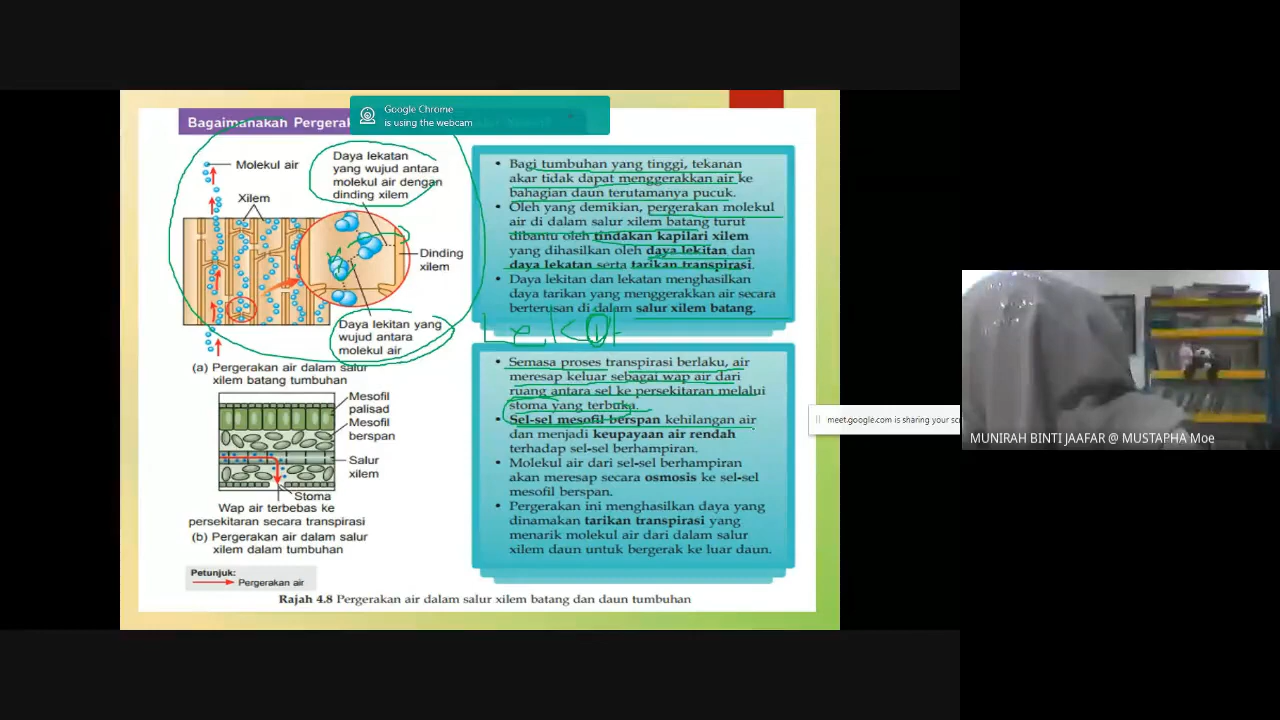 Bagaimanakah Pergerak
Google Chrome
is using the webcam
Molekul air
Daya lekatan
yang wujud antara
molekul air dengan
dinding xilem
Xilem
Dinding
xilem
Daya lekitan yang
wujud antara
molekul air
(a) Pergerakan air dalam salur
xilem batang tumbuhan
Mesofil
palisad
Mesofil
berspan
Salur
xilem
Stoma
Wap air terbebas ke
persekitaran secara transpirasi
(b) Pergerakan air dalam salur
xilem dalam tumbuhan
Petunjuk:
Pergerakan air
• Bagi tumbuhan yang tinggi, tekanan
akar tidak dapat menggerakkan air ke
bahagian daun terutamanya pucuk.
• Oleh yang demikian, pergerakan molekul
air di dalam salur xilem batang turut
dibantu oleh tindakan kapilari xilem
yang dihasilkan oleh daya lekitan dan
daya lekatan serta tarikan transpirasi.
• Daya lekitan dan lekatan menghasilkan
daya tarikan yang menggerakkan air secara
berterusan di dalam salur xilem batang.
• Semasa proses transpirasi berlaku, air
meresap keluar sebagai wap air dari
ruang antara sel ke persekitaran melalui
stoma yang terbuka.
• Sel-sel mesofil berspan kehilangan air
dan menjadi keupayaan air rendah
terhadap sel-sel berhampiran.
• Molekul air dari sel-sel berhampiran
akan meresap secara osmosis ke sel-sel
mesofil berspan.
• Pergerakan ini menghasilkan daya yang
dinamakan tarikan transpirasi yang
menarik molekul air dari dalam salur
xilem daun untuk bergerak ke luar daun.
Rajah 4.8 Pergerakan air dalam salur xilem batang dan daun tumbuhan
meet.google.com is sharing your scr
MUNIRAH BINTI JAAFAR @ MUSTAPHA Moe